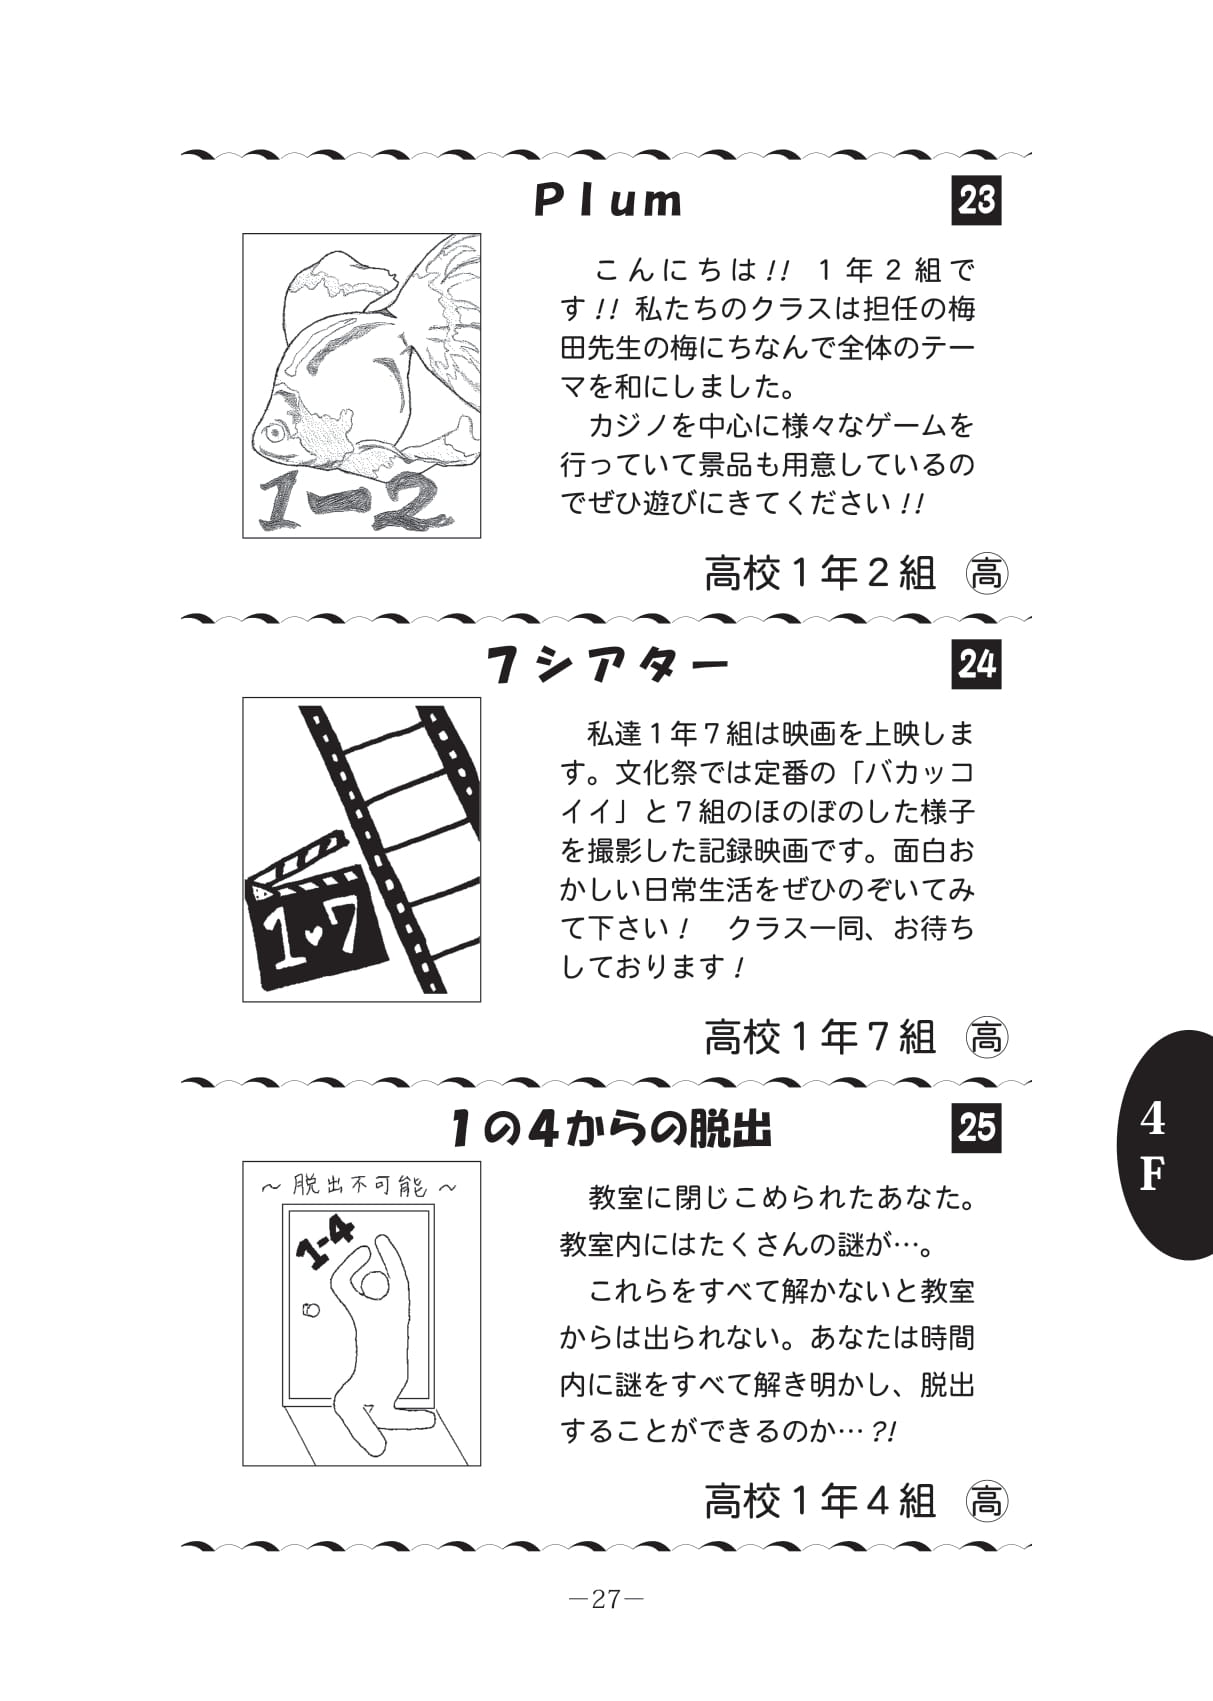 Plum
23
こんにちは!! １年２組で
す!! 私たちのクラスは担任の梅
田先生の梅にちなんで全体のテー
マを和にしました。
カジノを中心に様々なゲームを
行っていて景品も用意しているの
でぜひ遊びにきてください!!
1-2
高校１年２組 ㊥高
７シアター
24
私達１年７組は映画を上映しま
す。文化祭では定番の「バカッコ
イイ」と７組のほのぼのした様子
を撮影した記録映画です。面白お
かしい日常生活をぜひのぞいてみ
て下さい！　クラス一同、お待ち
しております！
1♥7
高校１年７組 高
１の４からの脱出
25
～脱出不可能～
1-4
教室に閉じこめられたあなた。
教室内にはたくさんの謎が…。
これらをすべて解かないと教室
からは出られない。あなたは時間
内に謎をすべて解き明かし、脱出
することができるのか…?!
高校１年４組 高
4
F
—27—